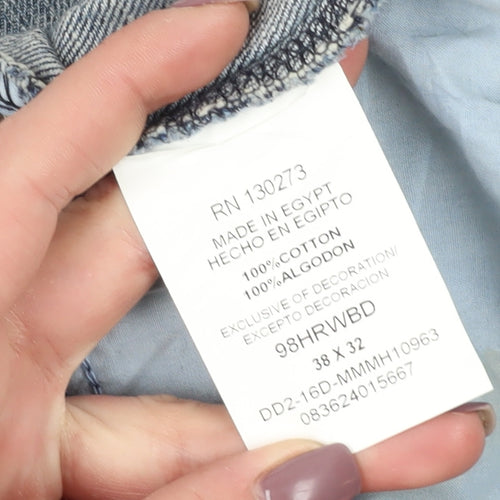 RN 130273
MADE IN EGYPT
HECHO EN EGIPTO
100%COTTON
100%ALGODON
EXCLUSIVE OF DECORATION/
EXCEPTO DECORACION
98HRWBD
38 X 32
DD2-16D-MMMH10963
083624015667